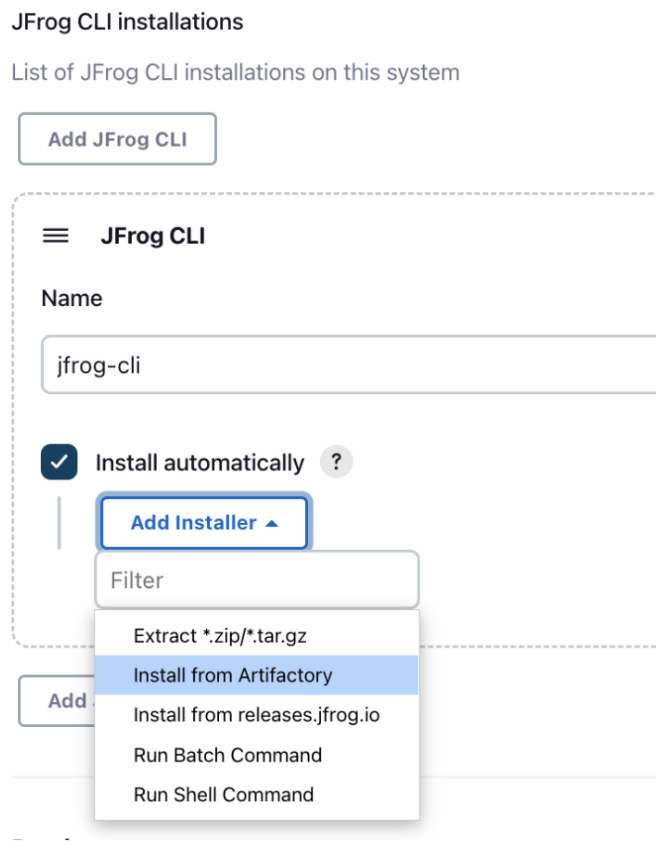 JFrog CLI installations
List of JFrog CLI installations on this system
Add JFrog CLI
JFrog CLI
Name
jfrog-cli
Install automatically ?
Add Installer
Filter
Extract *.zip/*.tar.gz
Install from Artifactory
Install from releases.jfrog.io
Run Batch Command
Run Shell Command
Add